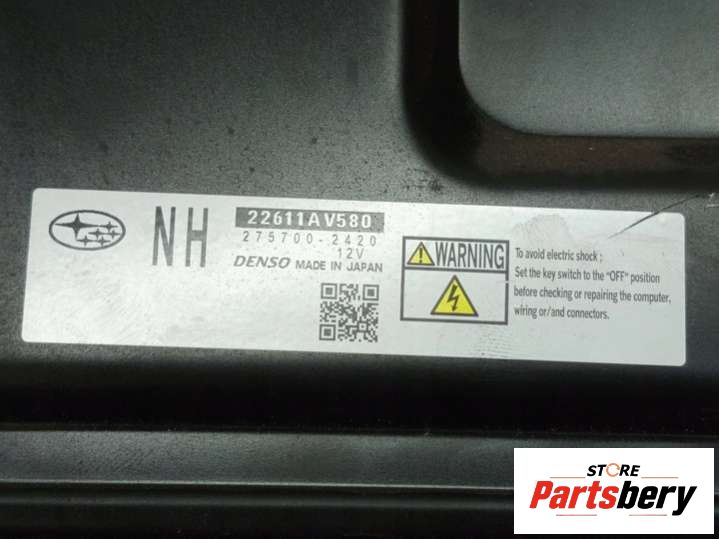 NH
22611AV580
275700-2420
12V
DENSO MADE IN JAPAN
WARNING
To avoid electric shock ;
Set the key switch to the "OFF" position
before checking or repairing the computer,
wiring or/and connectors.
STORE
Partsbery